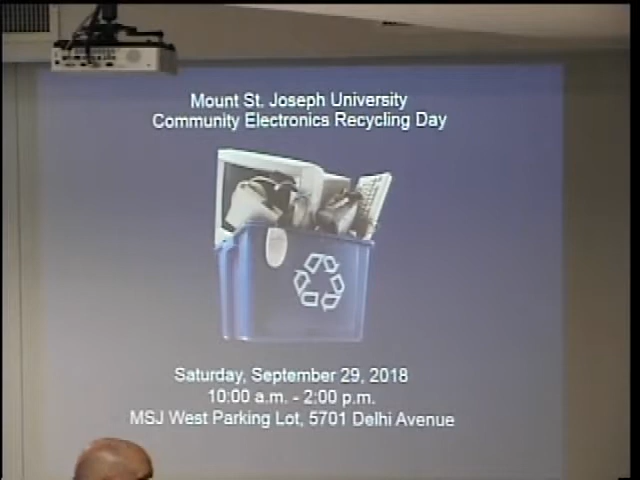 Mount St. Joseph University
Community Electronics Recycling Day
Saturday, September 29, 2018
10:00 a.m. - 2:00 p.m.
MSJ West Parking Lot, 5701 Delhi Avenue